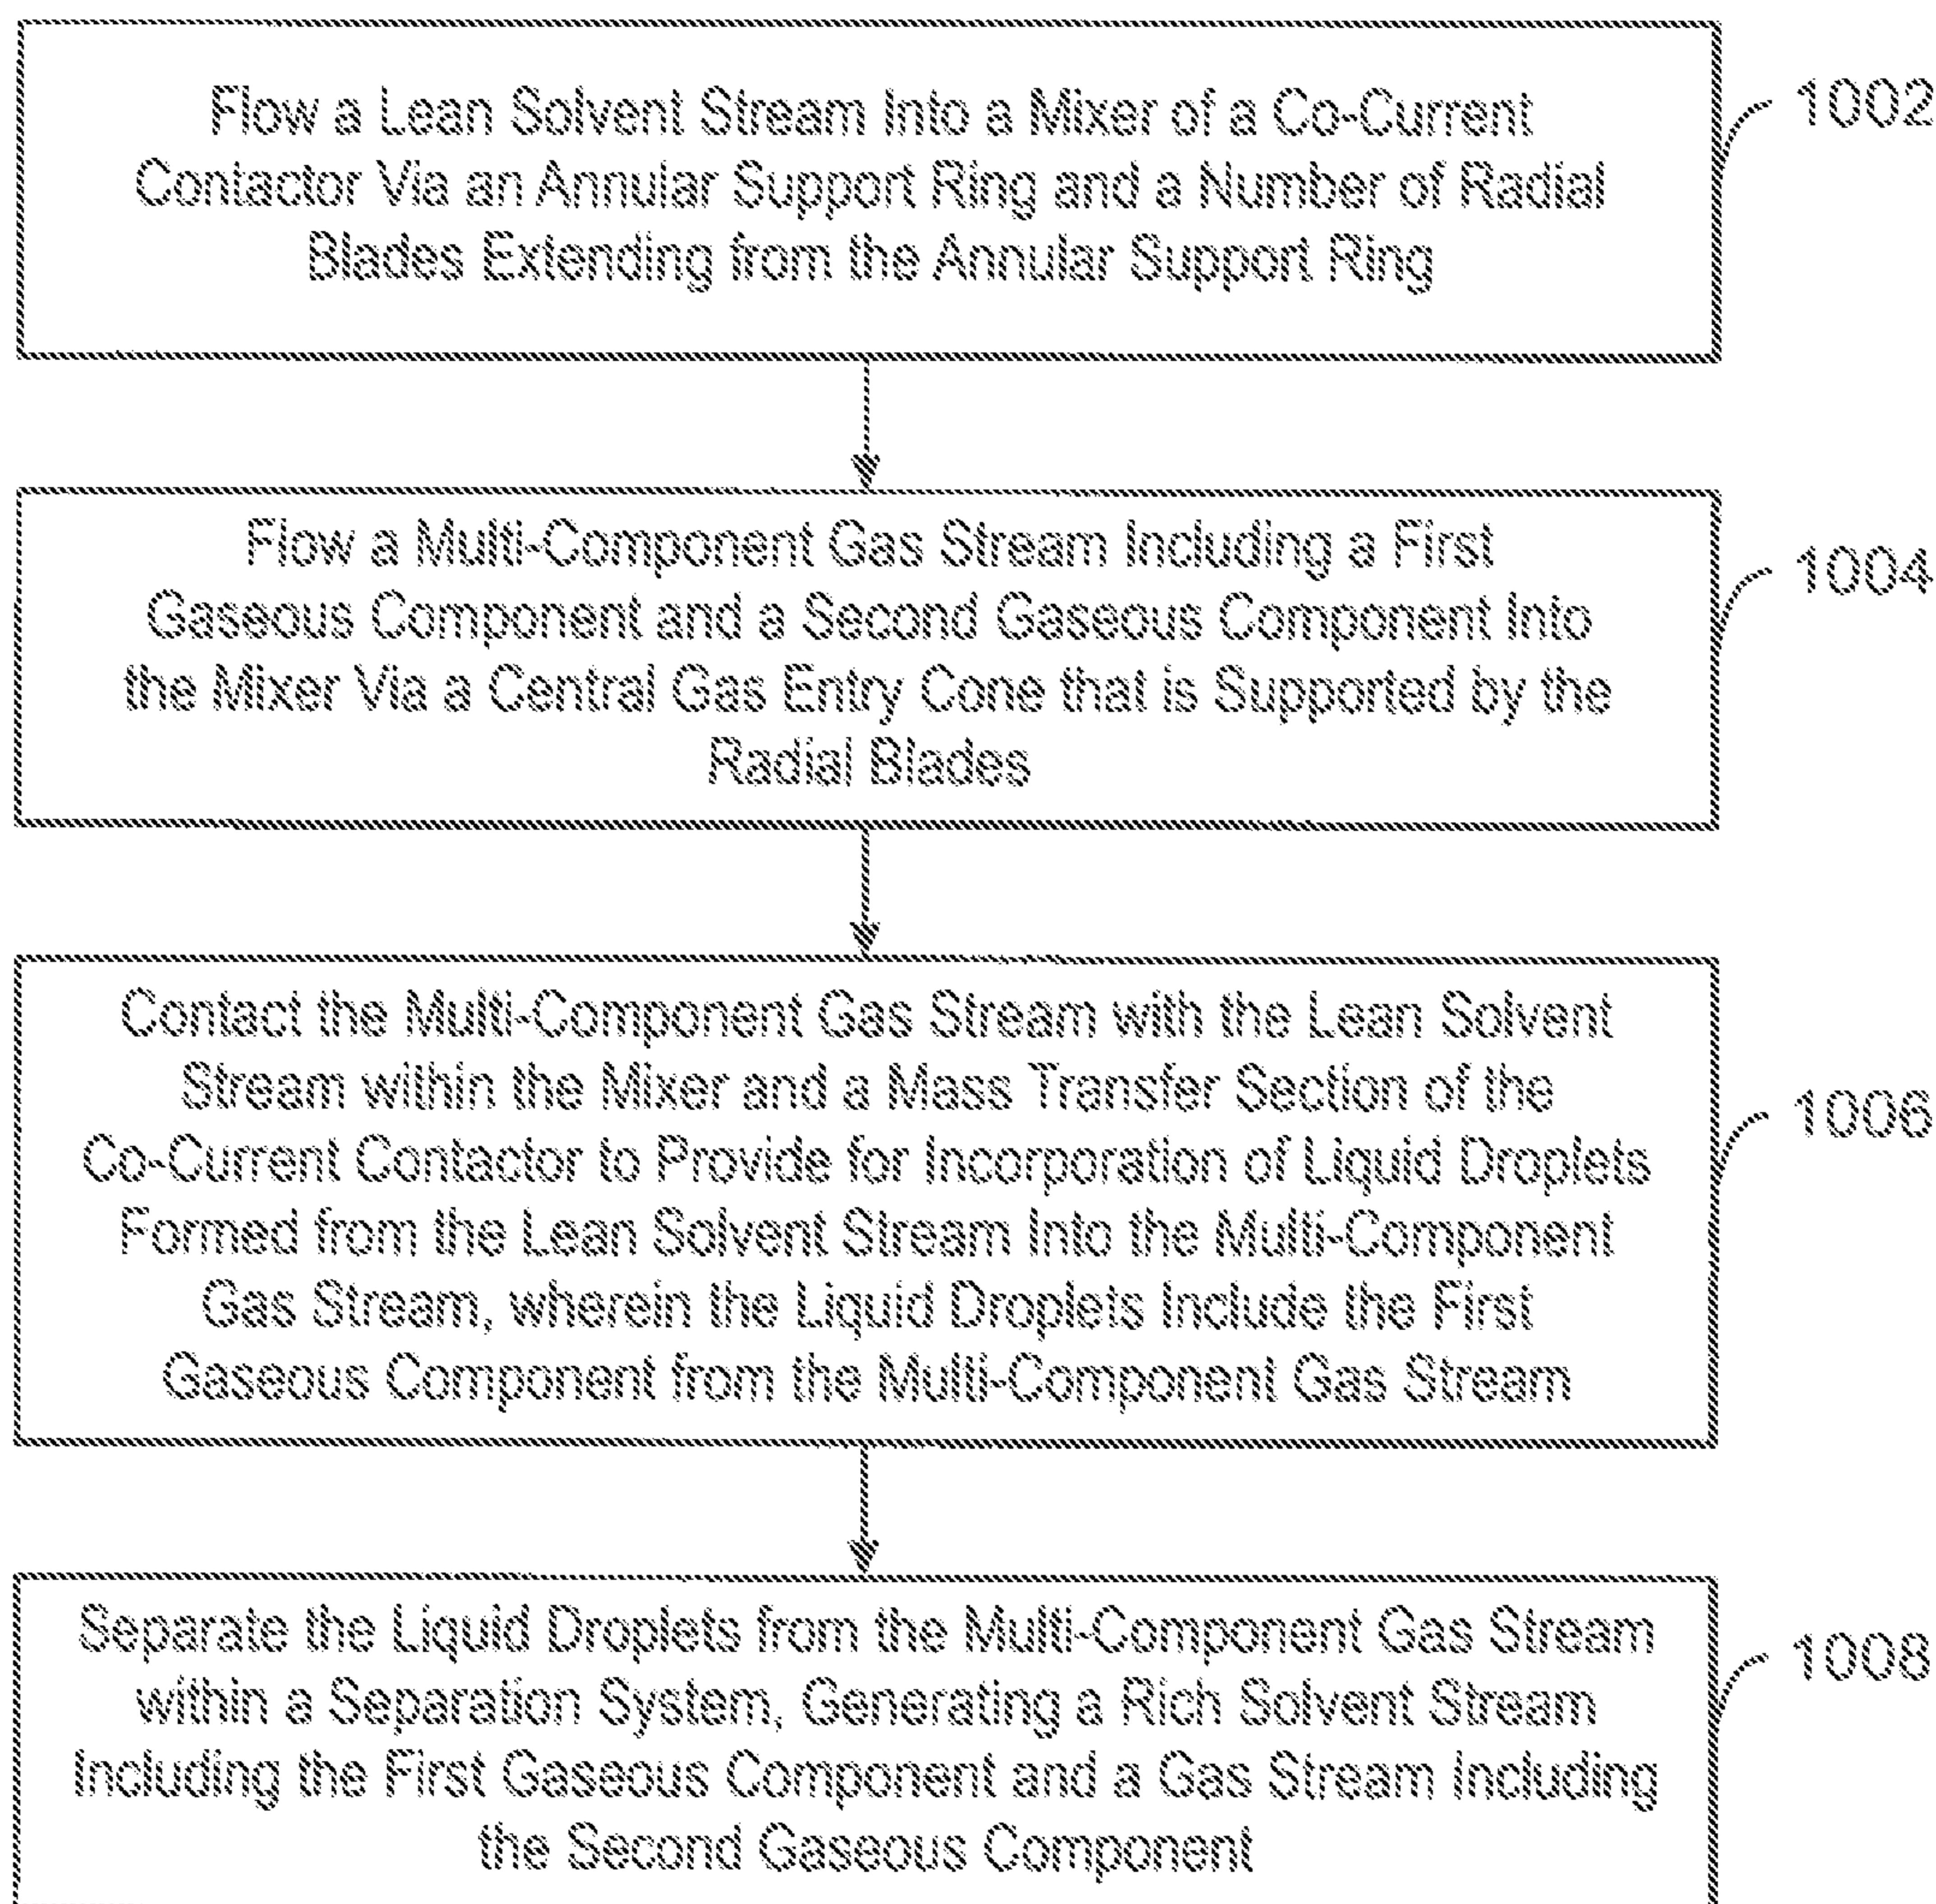 Flow a Lean Solvent Stream Into a Mixer of a Co-Current
Contactor Via an Annular Support Ring and a Number of Radial
Blades Extending from the Annular Support Ring
1002
Flow a Multi-Component Gas Stream Including a First
Gaseous Component and a Second Gaseous Component Into
the Mixer Via a Central Gas Entry Cone that is Supported by the
Radial Blades
1004
Contact the Multi-Component Gas Stream with the Lean Solvent
Stream within the Mixer and a Mass Transfer Section of the
Co-Current Contactor to Provide for Incorporation of Liquid Droplets
Formed from the Lean Solvent Stream Into the Multi-Component
Gas Stream, wherein the Liquid Droplets Include the First
Gaseous Component from the Multi-Component Gas Stream
1006
Separate the Liquid Droplets from the Multi-Component Gas Stream
within a Separation System, Generating a Rich Solvent Stream
Including the First Gaseous Component and a Gas Stream Including
the Second Gaseous Component
1008